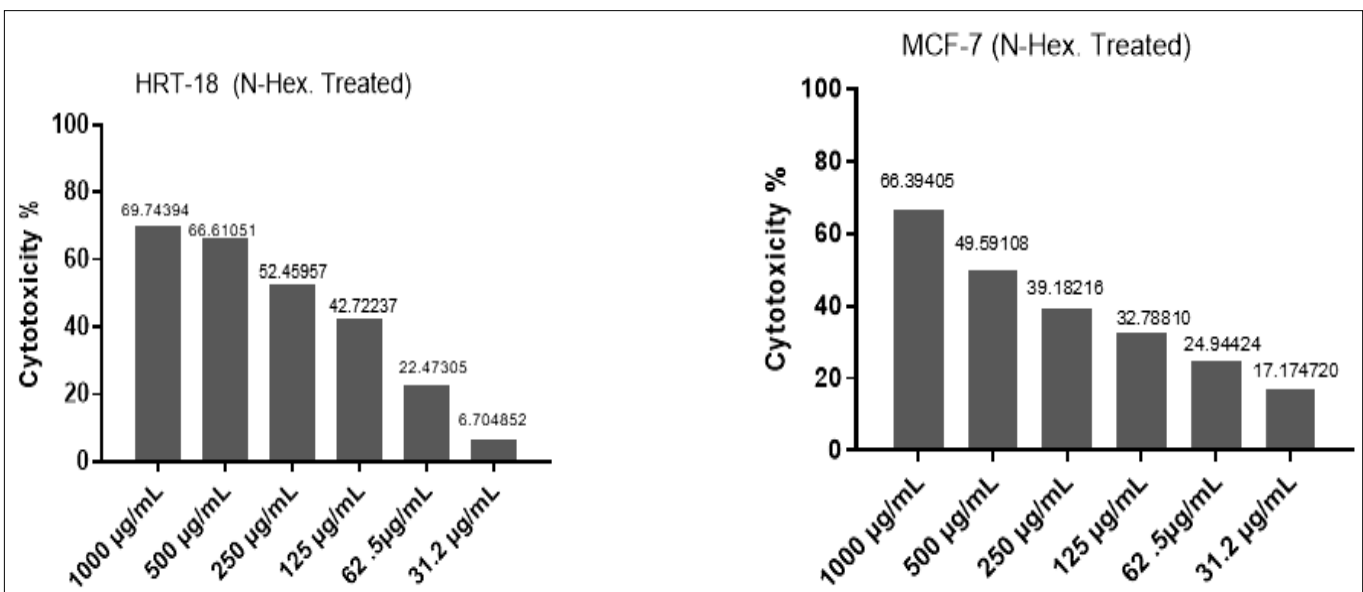 HRT-18 (N-Hex. Treated)
Cytotoxicity %
100
80
60
40
20
0
69.74394
66.61051
52.45957
42.72237
22.47305
6.704852
1000 µg/mL
500 µg/mL
250 µg/mL
125 µg/mL
62 .5µg/mL
31.2 µg/mL
MCF-7 (N-Hex. Treated)
Cytotoxicity %
100
80
60
40
20
0
66.39405
49.59108
39.18216
32.78810
24.94424
17.174720
1000 µg/mL
500 µg/mL
250 µg/mL
125 µg/mL
62 .5µg/mL
31.2 µg/mL